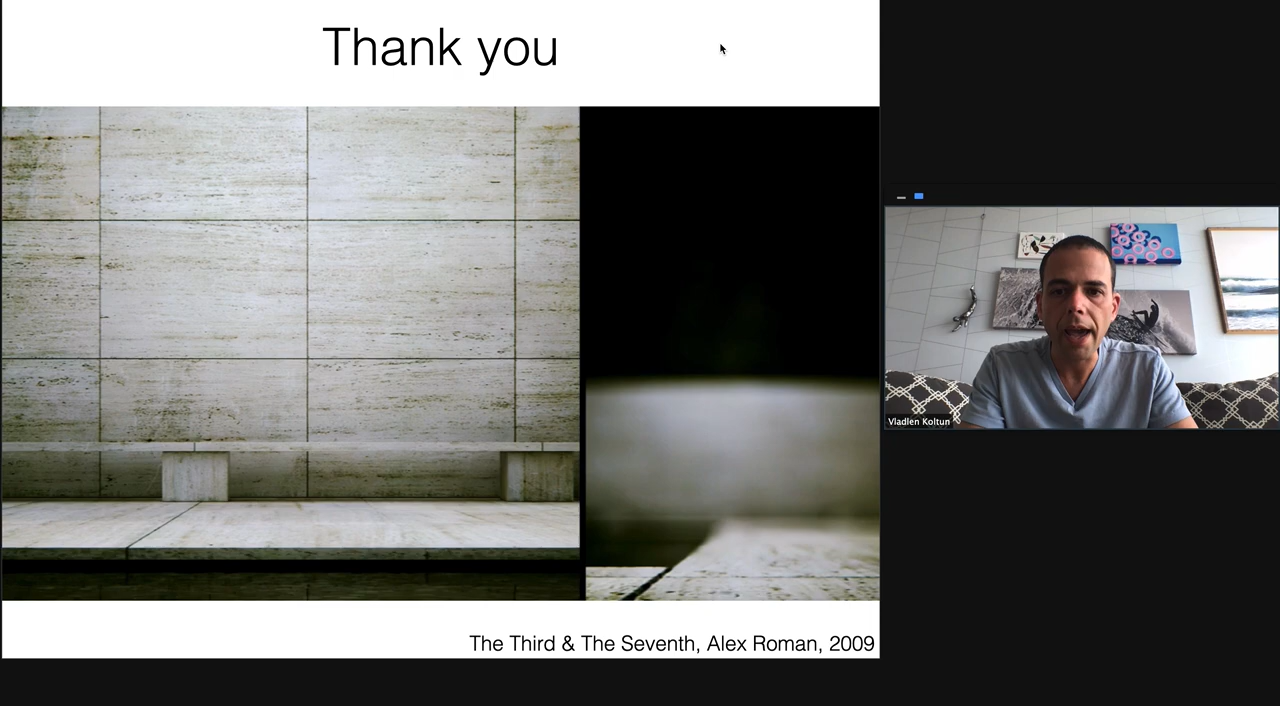 Thank you
The Third & The Seventh, Alex Roman, 2009
Vladlen Koltun